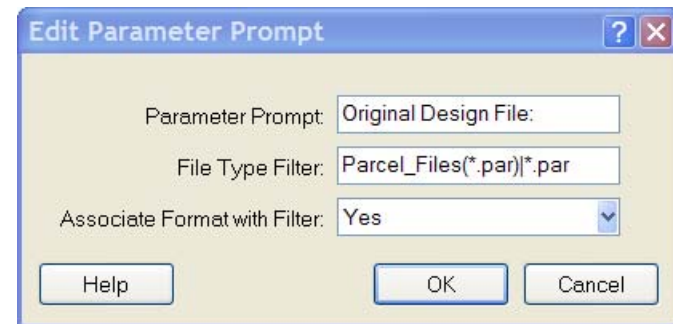 Edit Parameter Prompt
Parameter Prompt: Original Design File:
File Type Filter: Parcel_Files(*.par)|*.par
Associate Format with Filter: Yes
Help OK Cancel